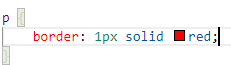 p {
    border: 1px solid red;
}